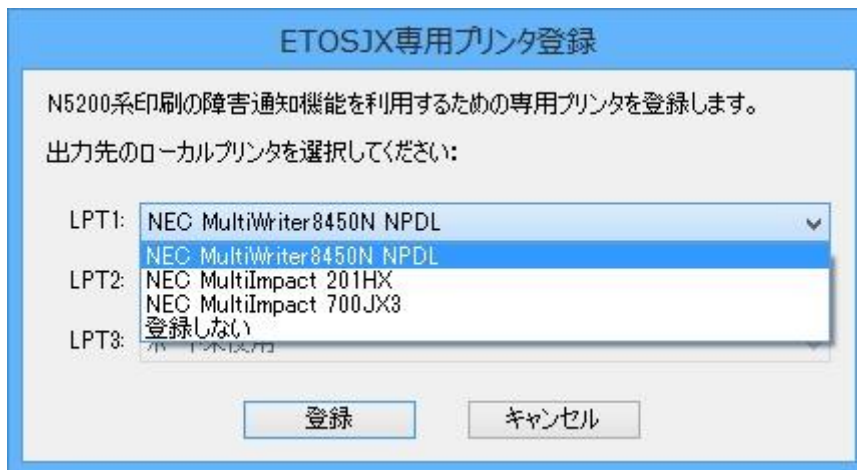 ETOSJX専用プリンタ登録
N5200系印刷の障害通知機能を利用するための専用プリンタを登録します。
出力先のローカルプリンタを選択してください:
LPT1: NEC MultiWriter8450N NPDL
NEC MultiWriter8450N NPDL
LPT2: NEC MultiImpact 201HX
NEC MultiImpact 700JX3
登録しない
LPT3:
登録 キャンセル